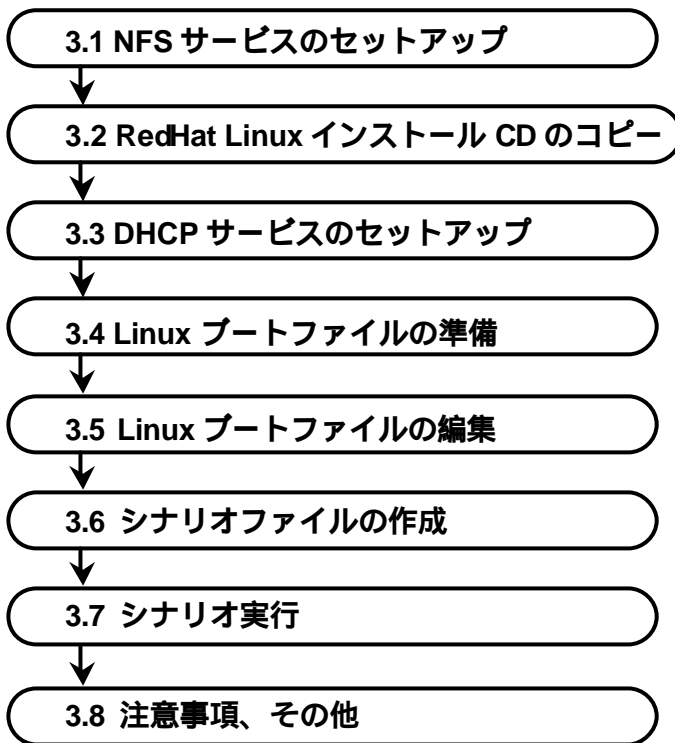 3.1 NFS サービスのセットアップ
3.2 RedHat Linux インストール CD のコピー
3.3 DHCP サービスのセットアップ
3.4 Linux ブートファイルの準備
3.5 Linux ブートファイルの編集
3.6 シナリオファイルの作成
3.7 シナリオ実行
3.8 注意事項、その他